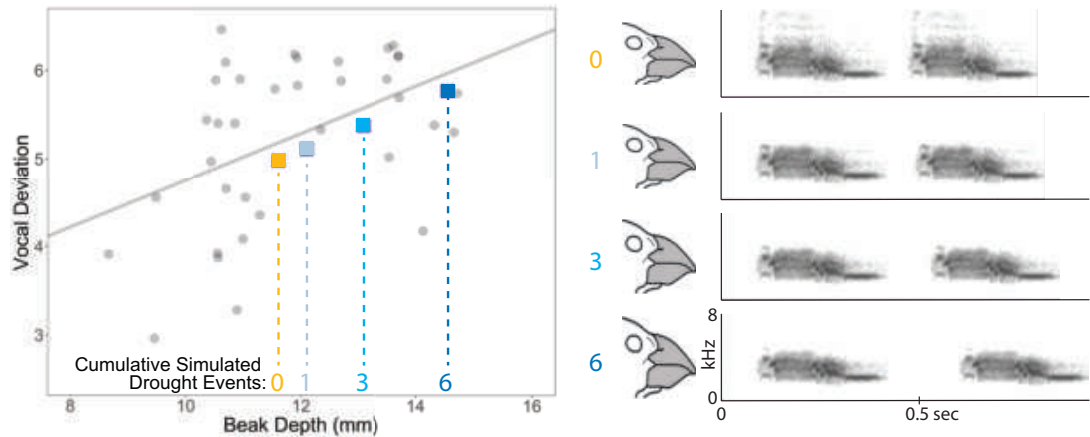 6
5
4
3
Vocal Deviation
Cumulative Simulated
Drought Events: 0 1 3 6
8 10 12 14 16
Beak Depth (mm)
0
1
3
6
8
kHz
0
0 0.5 sec